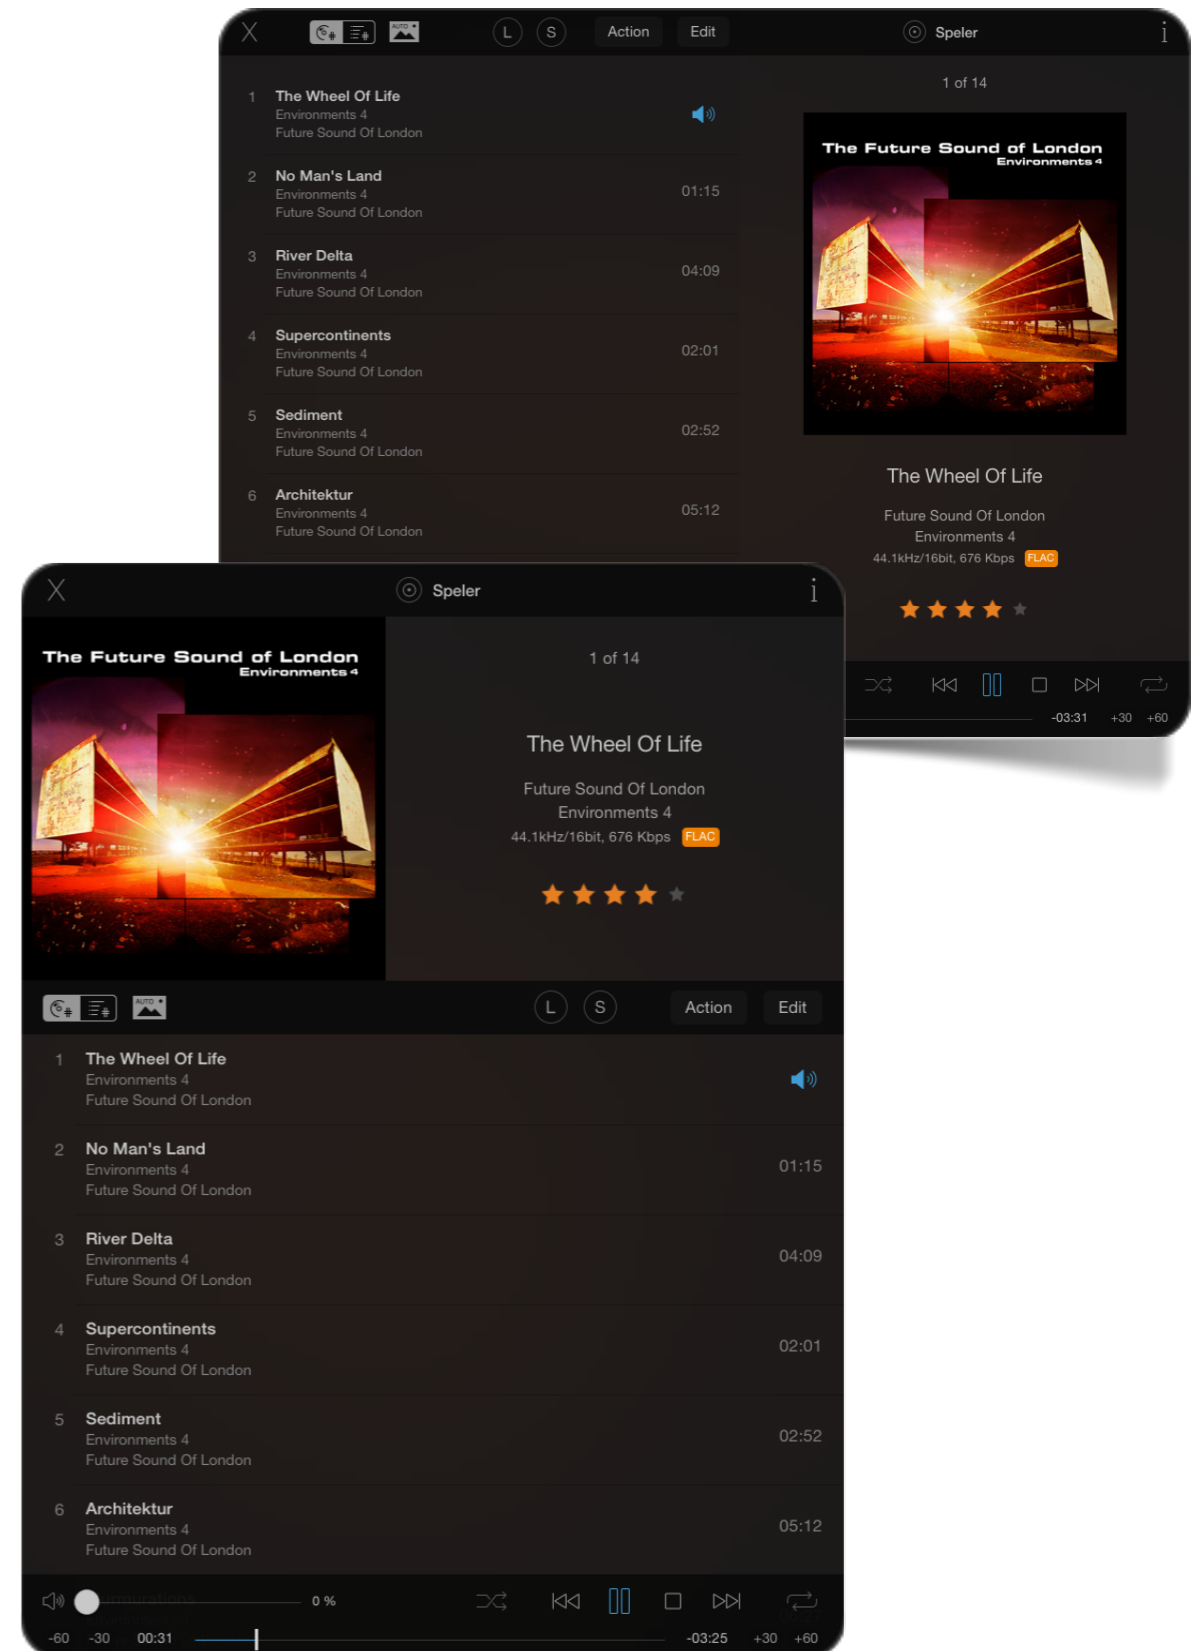 X
AUTO
L
S
Action
Edit
Speler
i
1
The Wheel Of Life
Environments 4
Future Sound Of London
2
No Man's Land
Environments 4
Future Sound Of London
01:15
3
River Delta
Environments 4
Future Sound Of London
04:09
4
Supercontinents
Environments 4
Future Sound Of London
02:01
5
Sediment
Environments 4
Future Sound Of London
02:52
6
Architektur
Environments 4
Future Sound Of London
05:12
1 of 14
The Future Sound of London
Environments 4
The Wheel Of Life
Future Sound Of London
Environments 4
44.1kHz/16bit, 676 Kbps FLAC
-03:31 +30 +60
X
Speler
i
The Future Sound of London
Environments 4
1 of 14
The Wheel Of Life
Future Sound Of London
Environments 4
44.1kHz/16bit, 676 Kbps FLAC
AUTO
L
S
Action
Edit
1
The Wheel Of Life
Environments 4
Future Sound Of London
2
No Man's Land
Environments 4
Future Sound Of London
01:15
3
River Delta
Environments 4
Future Sound Of London
04:09
4
Supercontinents
Environments 4
Future Sound Of London
02:01
5
Sediment
Environments 4
Future Sound Of London
02:52
6
Architektur
Environments 4
Future Sound Of London
05:12
0 %
-60 -30 00:31 -03:25 +30 +60